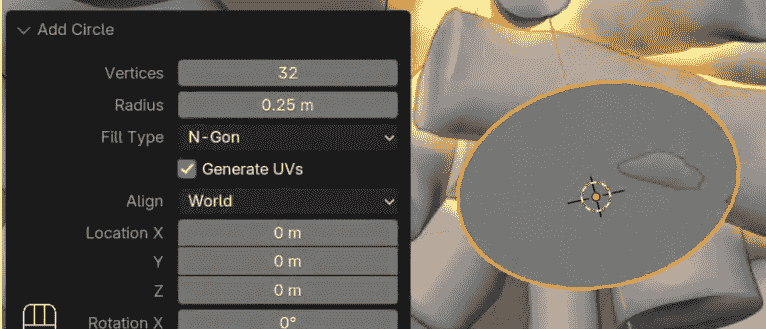 Add Circle
Vertices 32
Radius 0.25 m
Fill Type N-Gon
Generate UVs
Align World
Location X 0 m
Y 0 m
Z 0 m
Rotation X 0°